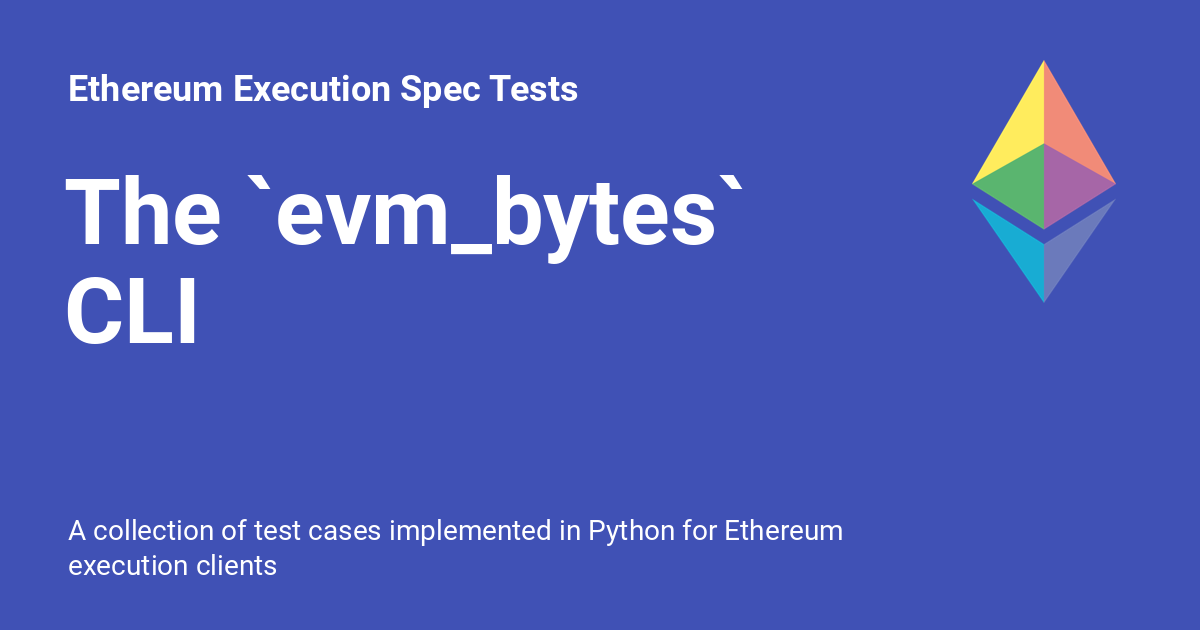 Ethereum Execution Spec Tests
The `evm_bytes`
CLI
A collection of test cases implemented in Python for Ethereum
execution clients